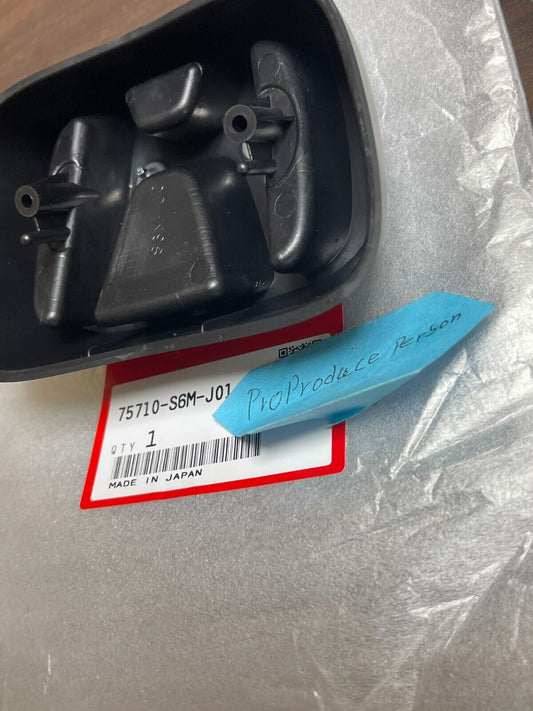 75710-S6M-J01
QTY 1
MADE IN JAPAN
ProProduce Person